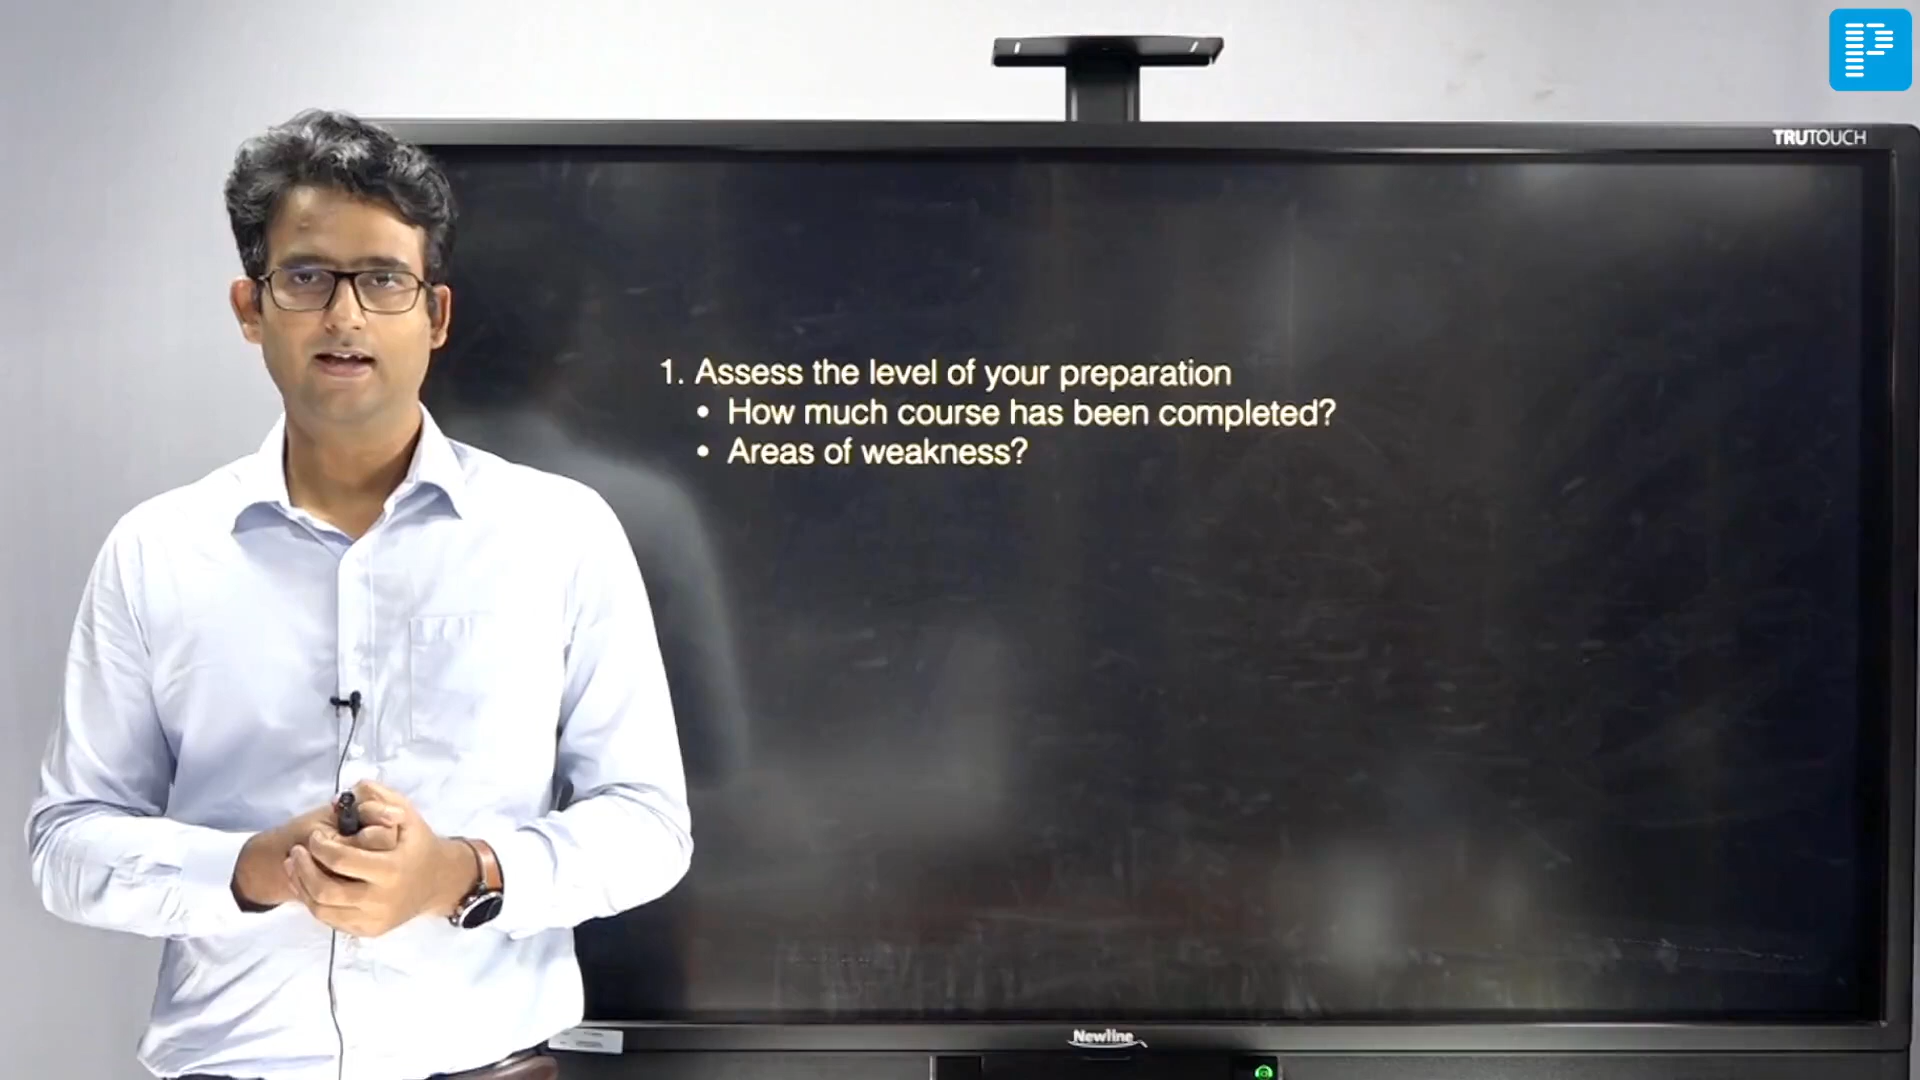 TRUTOUCH
1. Assess the level of your preparation
• How much course has been completed?
• Areas of weakness?
Newline